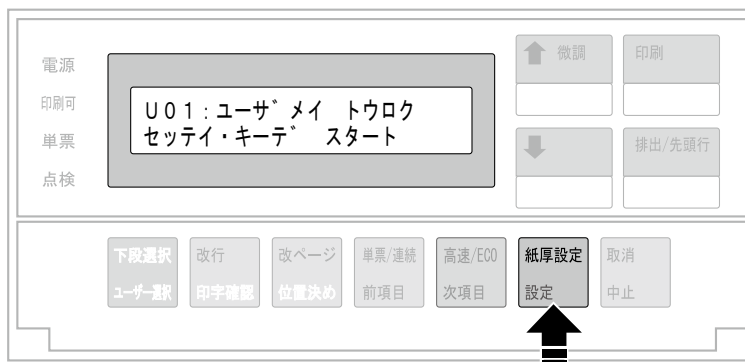 電源
印刷可
単票
点検
U01:ユーザ゛メイ トウロク
セッテイ・キーデ゛ スタート
微調
印刷
排出/先頭行
下段選択
ユーザー選択
改行
印字確認
改ページ
位置決め
単票/連続
前項目
高速/ECO
次項目
紙厚設定
設定
取消
中止